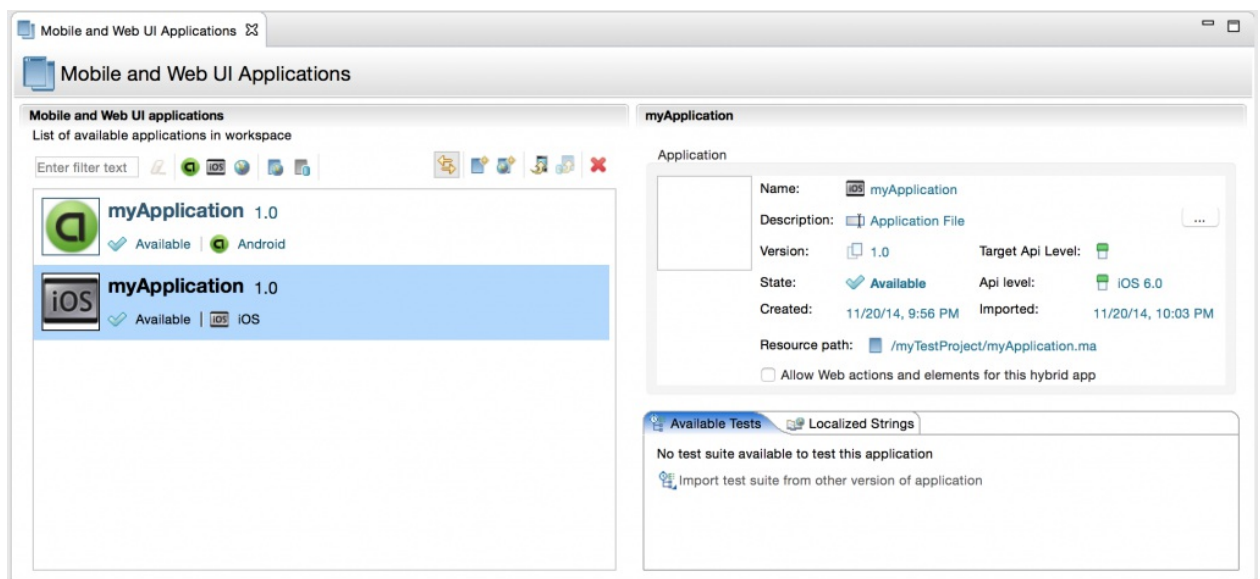 Mobile and Web UI Applications
Mobile and Web UI Applications
Mobile and Web UI applications
List of available applications in workspace
Enter filter text
iOS
myApplication 1.0
Available | Android
iOS
myApplication 1.0
Available | iOS iOS
myApplication
Application
Name: iOS myApplication
Description: Application File ...
Version: 1.0 Target Api Level:
State: Available Api level: iOS 6.0
Created: 11/20/14, 9:56 PM Imported: 11/20/14, 10:03 PM
Resource path: /myTestProject/myApplication.ma
Allow Web actions and elements for this hybrid app
Available Tests Localized Strings
No test suite available to test this application
Import test suite from other version of application